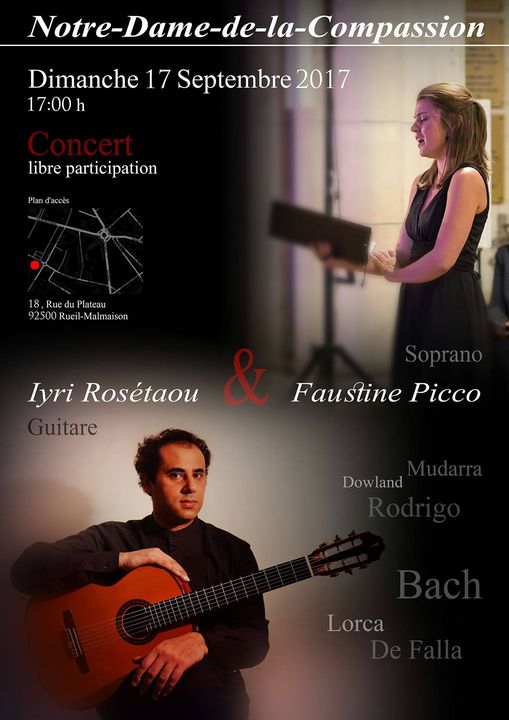 Notre-Dame-de-la-Compassion
Dimanche 17 Septembre 2017
17:00 h
Concert
libre participation
Plan d'accès
18, Rue du Plateau
92500 Rueil-Malmaison
Soprano
Iyri Rosétaou & Faustine Picco
Guitare
Mudarra
Dowland
Rodrigo
Bach
Lorca
De Falla